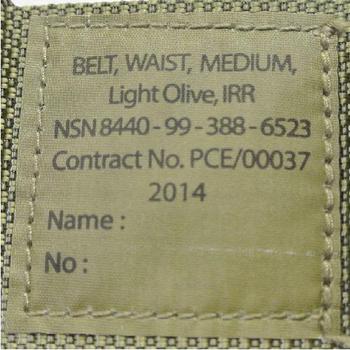 BELT, WAIST, MEDIUM,
Light Olive, IRR
NSN 8440-99-388-6523
Contract No. PCE/00037
2014
Name :
No :